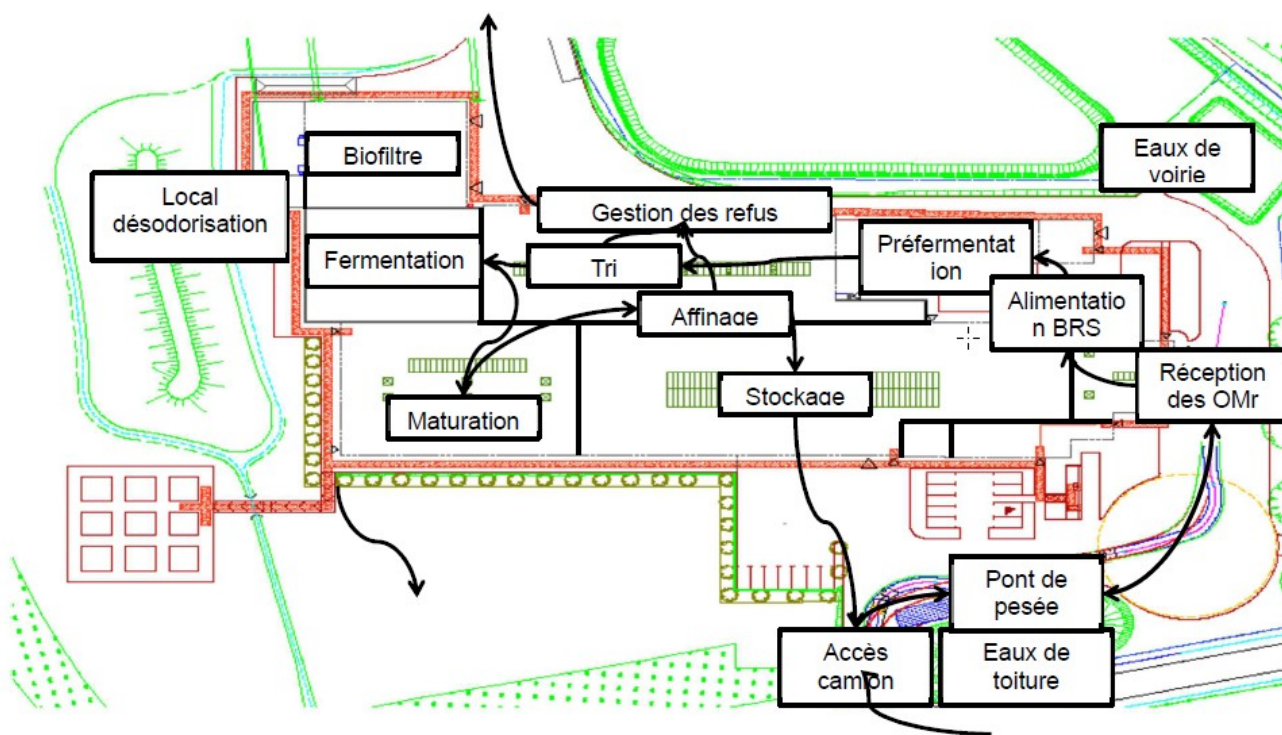 Biofiltre
Eaux de
voirie
Local
désodorisation
Gestion des refus
Fermentation
Tri
Préfermentat
ion
Affinage
Alimentatio
n BRS
Stockage
Réception
des OMr
Maturation
Pont de
pesée
Accès
camion
Eaux de
toiture